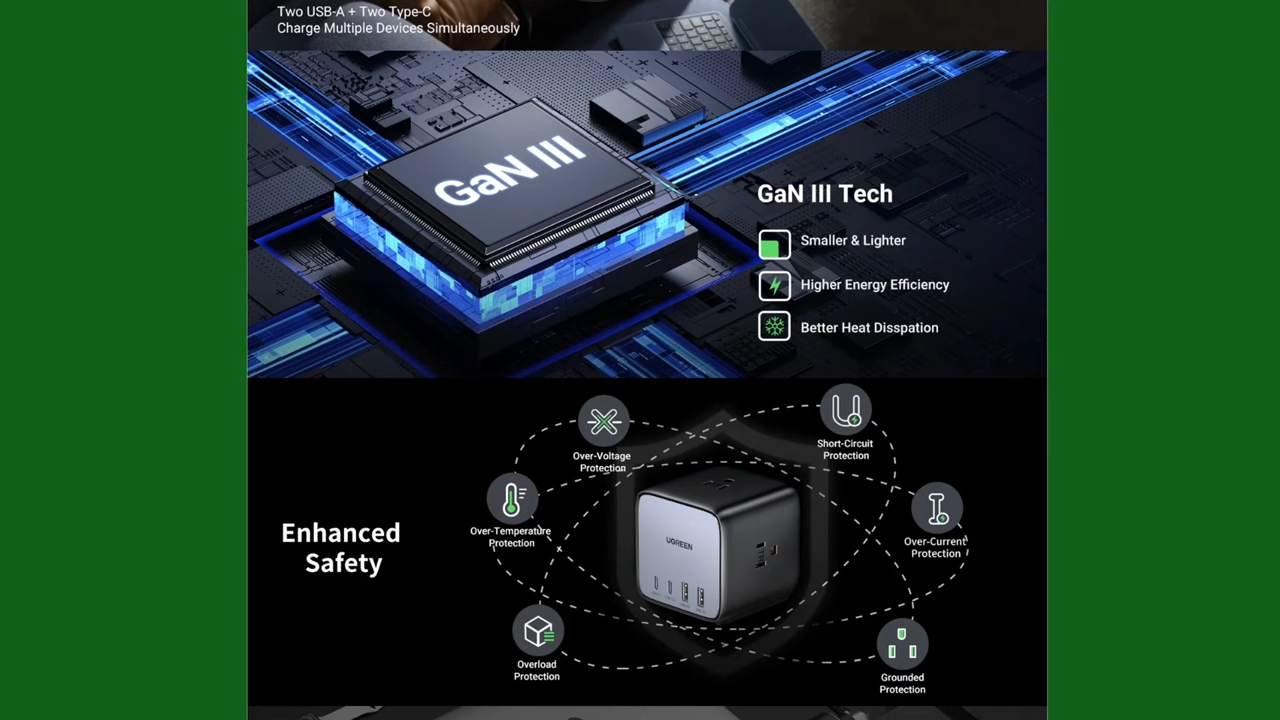 Two USB-A + Two Type-C
Charge Multiple Devices Simultaneously
GaN III
GaN III Tech
Smaller & Lighter
Higher Energy Efficiency
Better Heat Disspation
Enhanced
Safety
Over-Voltage
Protection
Short-Circuit
Protection
Over-Temperature
Protection
Over-Current
Protection
UGREEN
Overload
Protection
Grounded
Protection